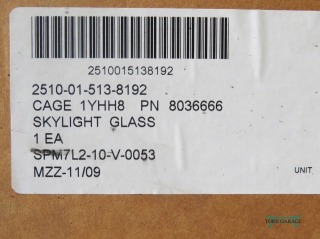 2510015138192
2510-01-513-8192
CAGE 1YHH8 PN 8036666
SKYLIGHT GLASS
1 EA
SPM7L2-10-V-0053
MZZ-11/09
UNIT